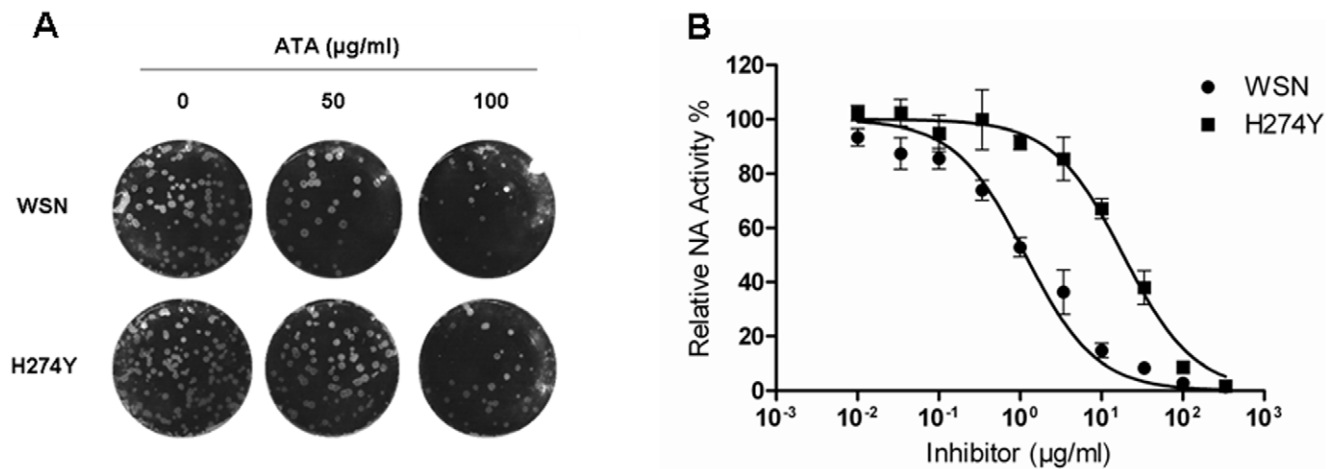 A
ATA (µg/ml)
0 50 100
WSN
H274Y
B
Relative NA Activity %
120
100
80
60
40
20
0
10⁻³ 10⁻² 10⁻¹ 10⁰ 10¹ 10² 10³
Inhibitor (µg/ml)
WSN
H274Y